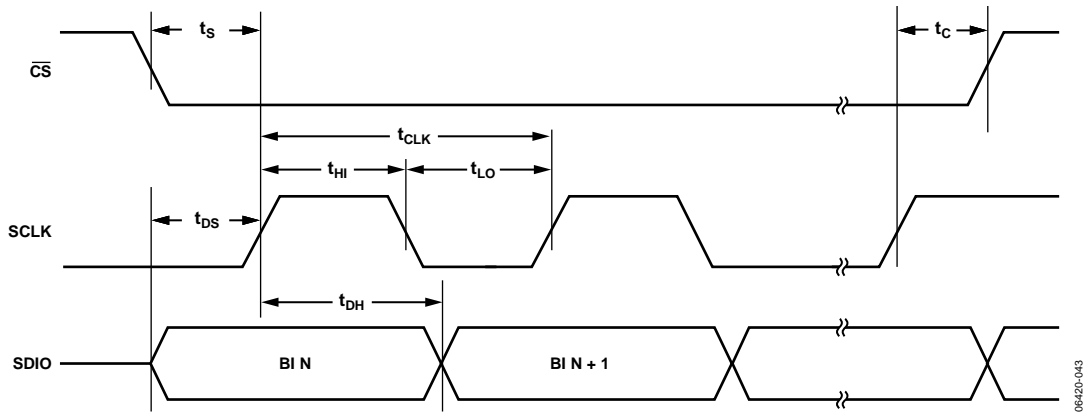 tS
tC
CS
tCLK
tHI
tLO
tDS
SCLK
tDH
SDIO
BI N
BI N + 1
06420-043